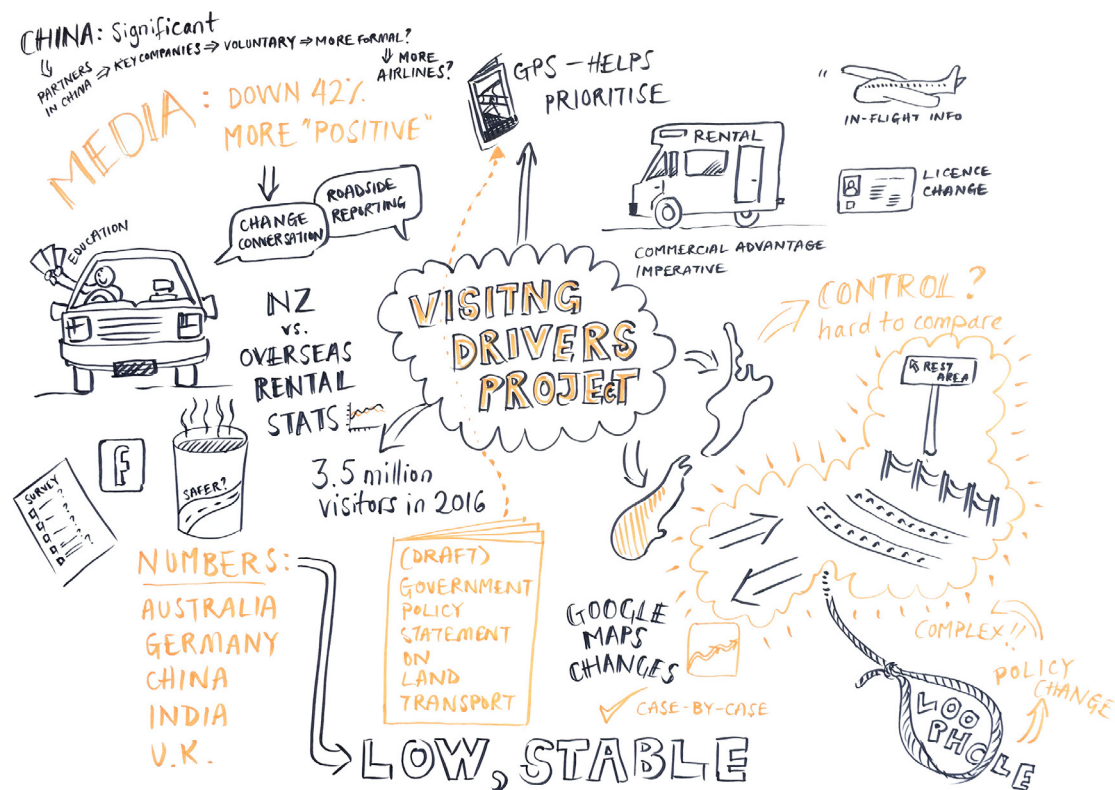 CHINA: Significant
PARTNERS
IN CHINA
⇒ KEY COMPANIES ⇒ VOLUNTARY ⇒ MORE FORMAL?
MORE
AIRLINES?
MEDIA: DOWN 42%
MORE "POSITIVE"
GPS – HELPS
PRIORITISE
RENTAL
COMMERCIAL ADVANTAGE
IMPERATIVE
IN-FLIGHT INFO
LICENCE
CHANGE
CHANGE
CONVERSATION
ROADSIDE
REPORTING
EDUCATION
NZ
vs.
OVERSEAS
RENTAL
STATS
VISITNG
DRIVERS
PROJEcT
CONTROL?
hard to compare
REST
AREA
3.5 million
visitors in 2016
SURVEY
?
?
?
?
??
f
SAFER?
NUMBERS:
AUSTRALIA
GERMANY
CHINA
INDIA
U.K.
LOW, STABLE
(DRAFT)
GOVERNMENT
POLICY
STATEMENT
ON
LAND
TRANSPORT
GOOGLE
MAPS
CHANGES
✓ CASE-BY-CASE
COMPLEX!!
POLICY
CHANGE
LOO
PHOLE